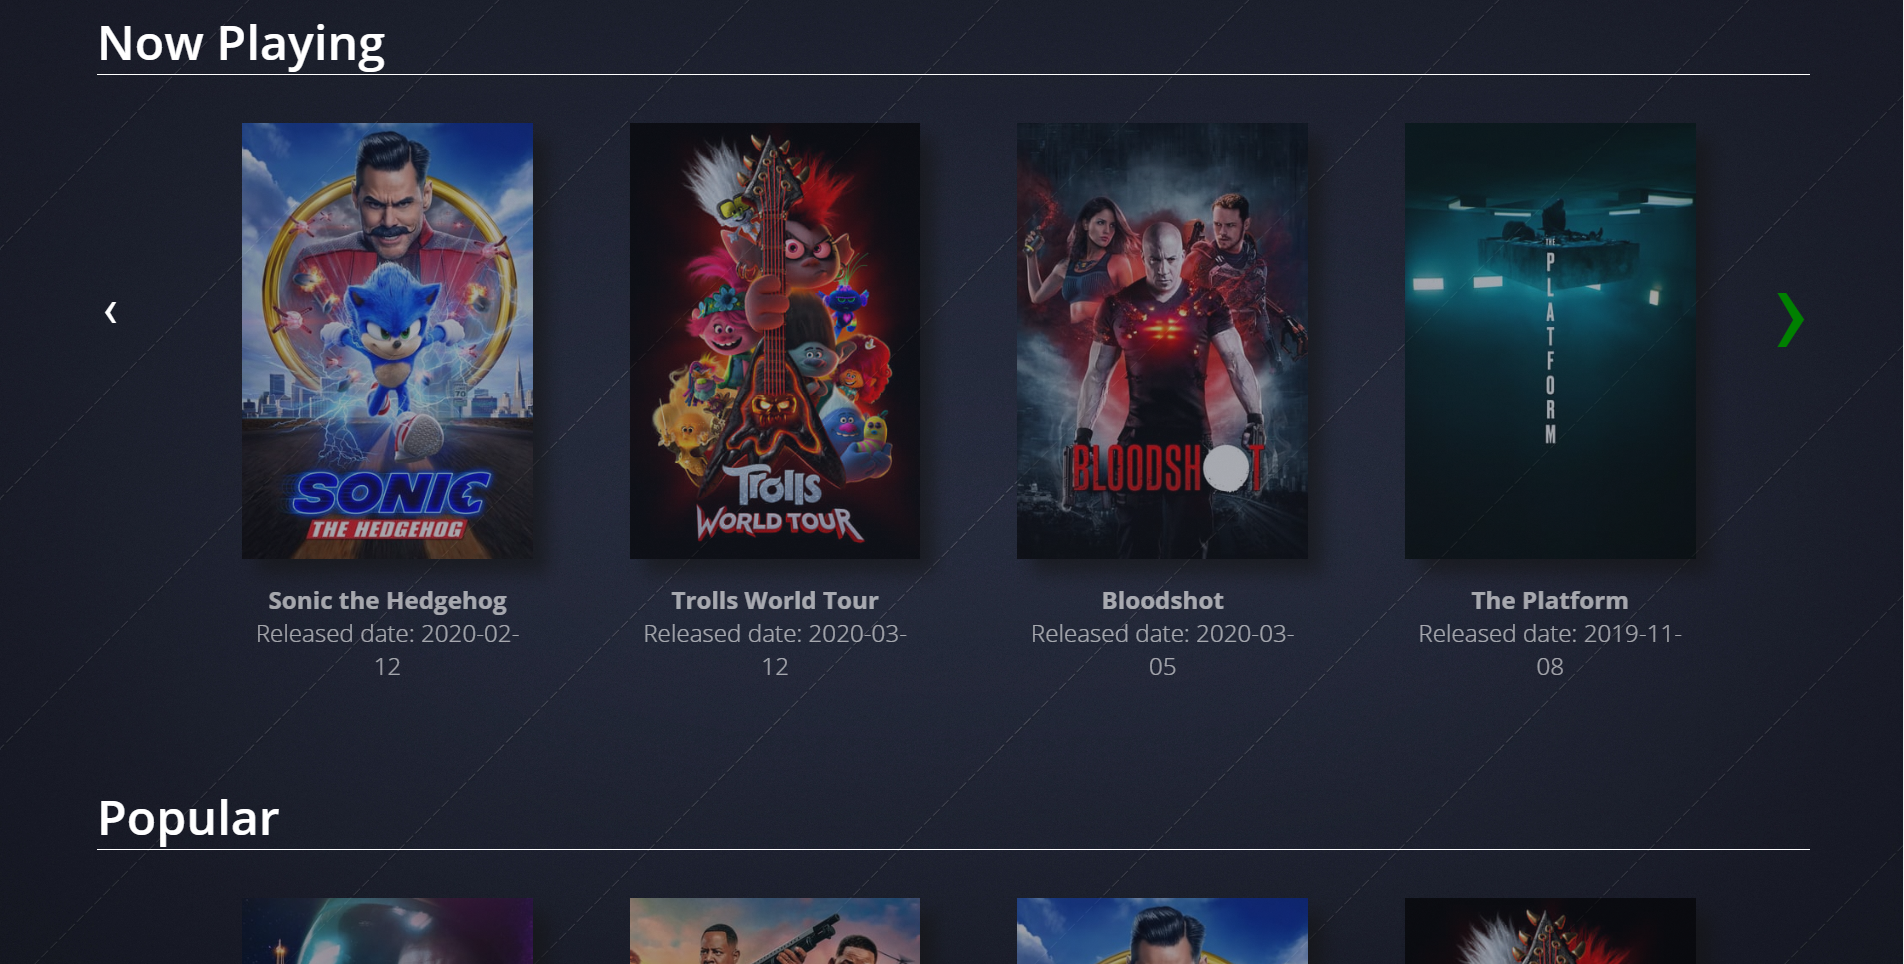 Now Playing
SONIC
THE HEDGEHOG
70
Trolls
WORLD TOUR
BLOODSHOT
THE
PLATFORM
Sonic the Hedgehog
Released date: 2020-02-
12
Trolls World Tour
Released date: 2020-03-
12
Bloodshot
Released date: 2020-03-
05
The Platform
Released date: 2019-11-
08
Popular